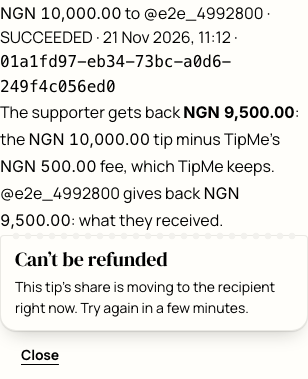 NGN 10,000.00 to @e2e_4992800 ·
SUCCEEDED · 21 Nov 2026, 11:12 ·
01a1fd97-eb34-73bc-a0d6-
249f4c056ed0
The supporter gets back NGN 9,500.00:
the NGN 10,000.00 tip minus TipMe's
NGN 500.00 fee, which TipMe keeps.
@e2e_4992800 gives back NGN
9,500.00: what they received.
Can't be refunded
This tip's share is moving to the recipient
right now. Try again in a few minutes.
Close